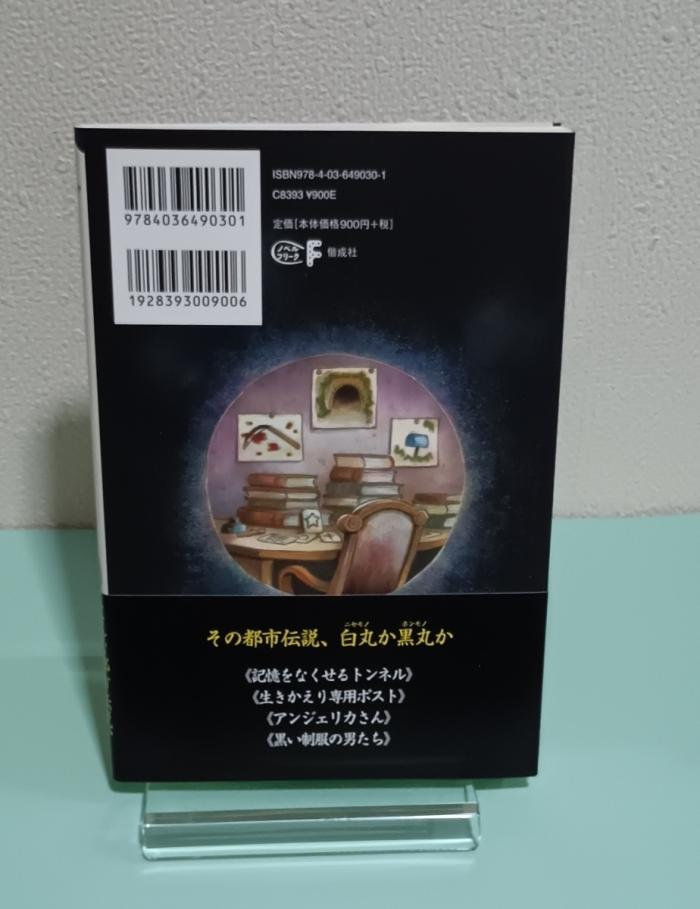 ISBN978-4-03-649030-1
C8393 ¥900E
9784036490301
定価[本体価格900円+税]
ノベル
フリーク
偕成社
1928393009006
ニセモノ ホンモノ
その都市伝説、白丸か黒丸か
《記憶をなくせるトンネル》
《生きかえり専用ポスト》
《アンジェリカさん》
《黒い制服の男たち》